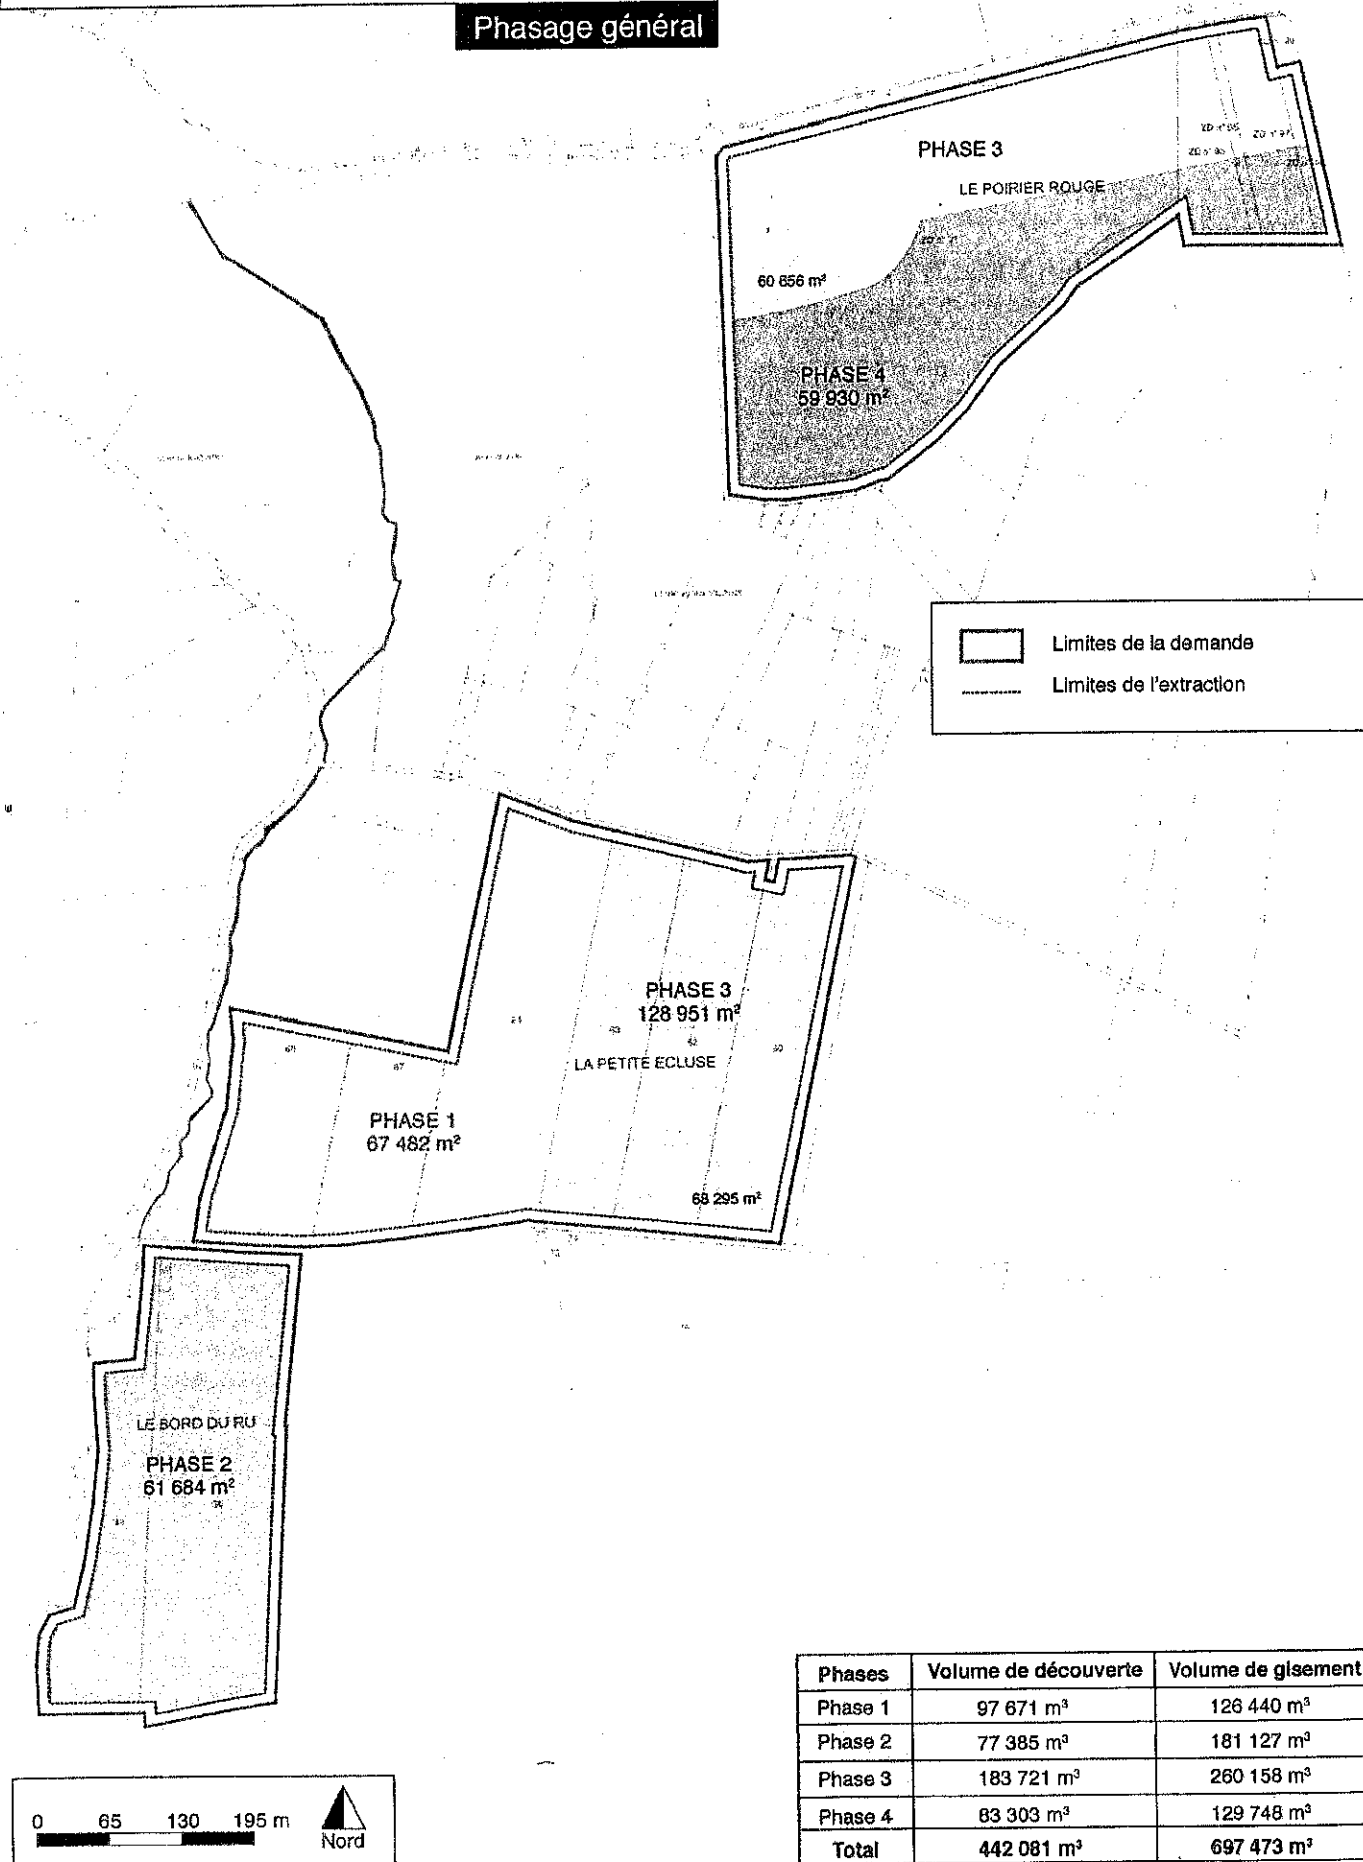 Phasage général
PHASE 3
LE POIRIER ROUGE
60 656 m²
PHASE 4
59 930 m²
Limites de la demande
Limites de l'extraction
PHASE 3
128 951 m²
LA PETITE ECLUSE
PHASE 1
67 482 m²
68 295 m²
LE BORD DU RU
PHASE 2
61 684 m²
0 65 130 195 m
Nord
Phases Volume de découverte Volume de gisement
Phase 1 97 671 m³ 126 440 m³
Phase 2 77 385 m³ 181 127 m³
Phase 3 183 721 m³ 260 158 m³
Phase 4 83 303 m³ 129 748 m³
Total 442 081 m³ 697 473 m³